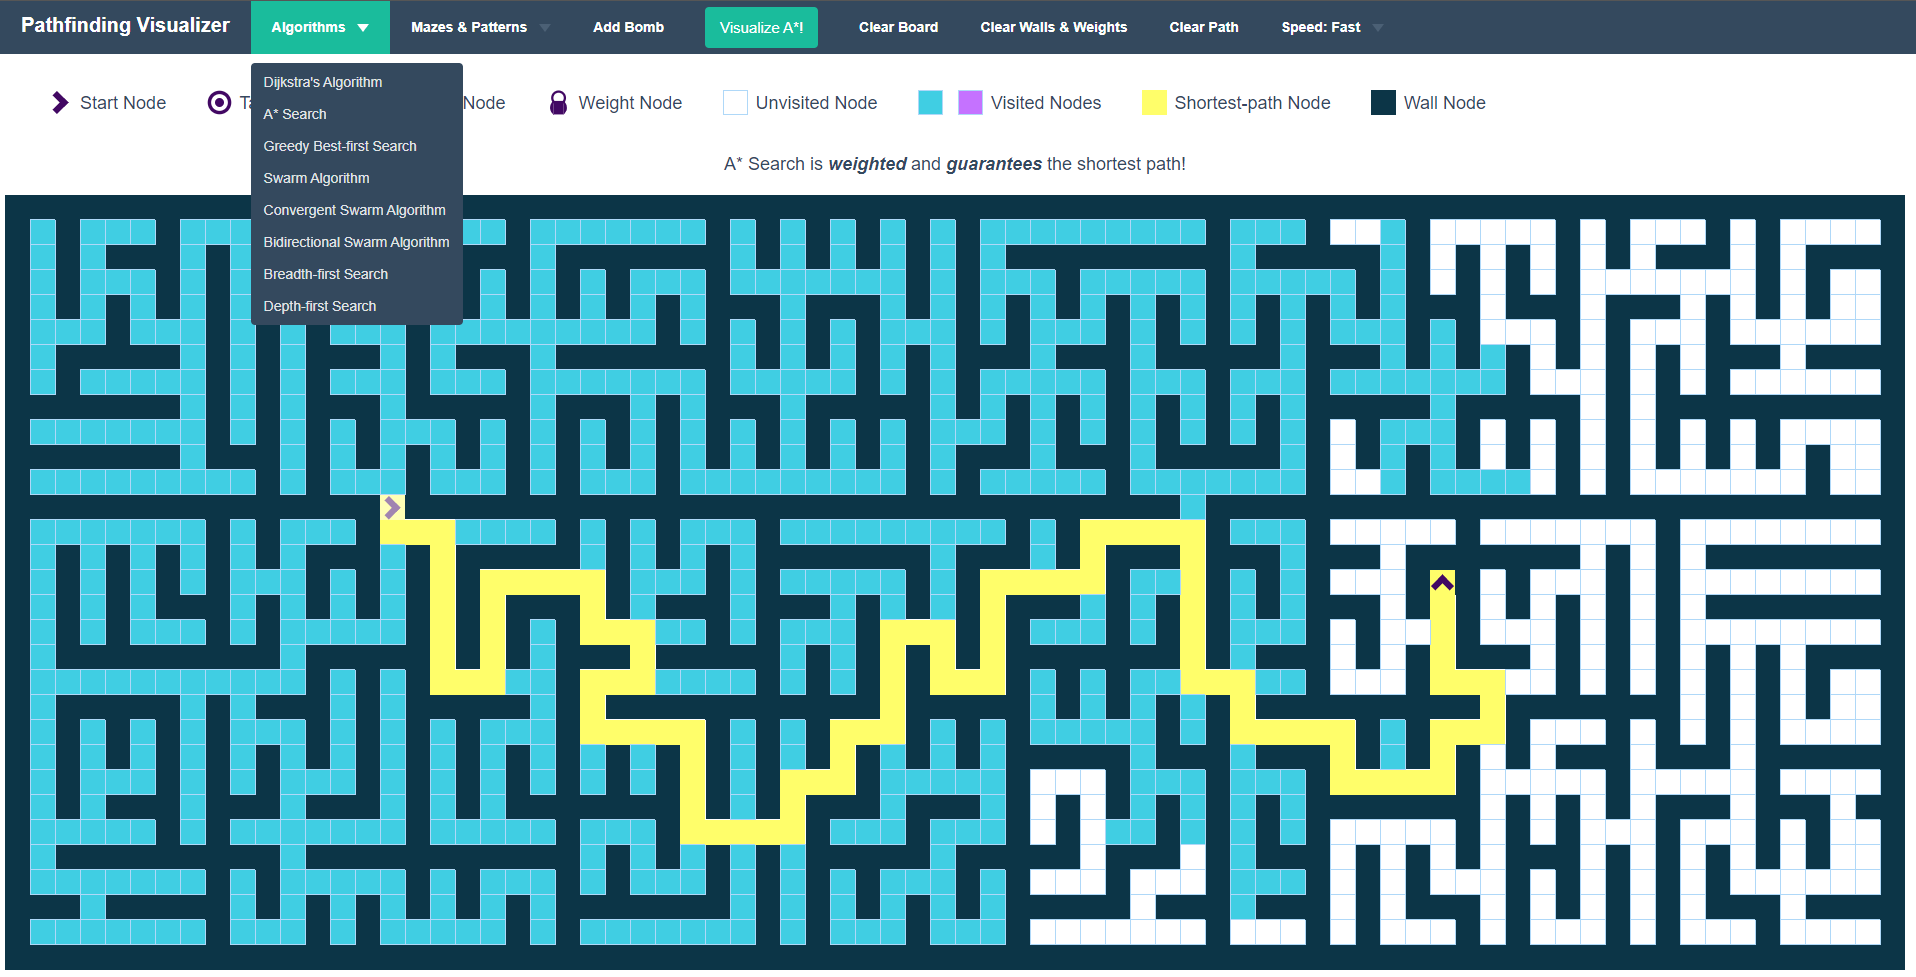 Pathfinding Visualizer
Algorithms
Mazes & Patterns
Add Bomb
Visualize A*!
Clear Board
Clear Walls & Weights
Clear Path
Speed: Fast
Dijkstra's Algorithm
A* Search
Greedy Best-first Search
Swarm Algorithm
Convergent Swarm Algorithm
Bidirectional Swarm Algorithm
Breadth-first Search
Depth-first Search
Start Node
Node
Weight Node
Unvisited Node
Visited Nodes
Shortest-path Node
Wall Node
A* Search is weighted and guarantees the shortest path!